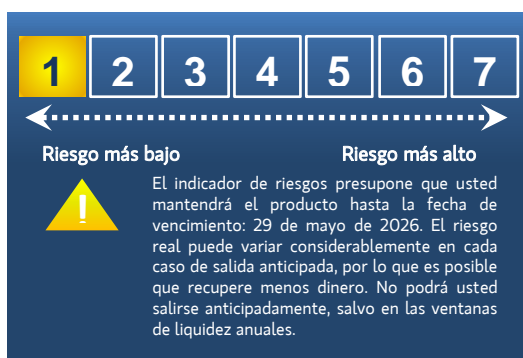 1 2 3 4 5 6 7
Riesgo más bajo Riesgo más alto
!
El indicador de riesgos presupone que usted
mantendrá el producto hasta la fecha de
vencimiento: 29 de mayo de 2026. El riesgo
real puede variar considerablemente en cada
caso de salida anticipada, por lo que es posible
que recupere menos dinero. No podrá usted
salirse anticipadamente, salvo en las ventanas
de liquidez anuales.